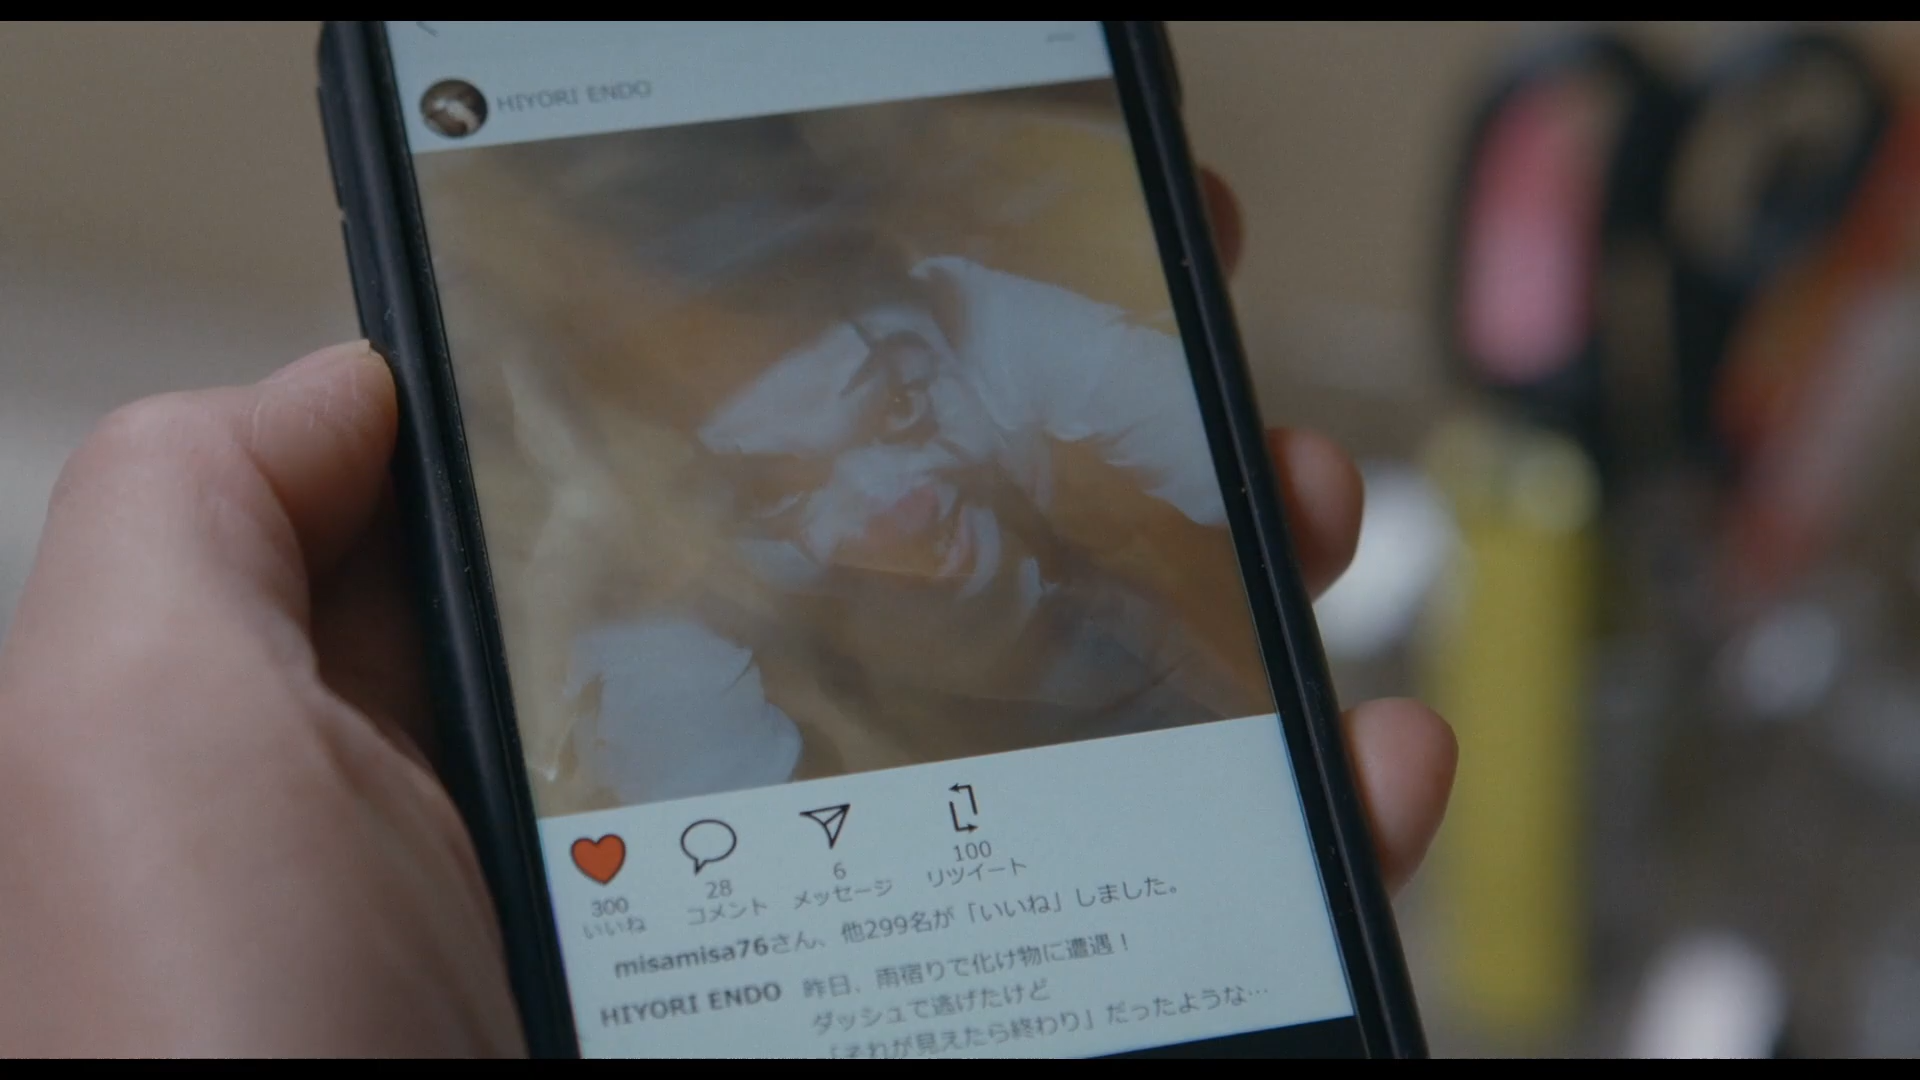 HIYORI ENDO
300
いいね
28
コメント
6
メッセージ
100
リツイート
misamisa76さん、他299名が「いいね」しました。
HIYORI ENDO 昨日、雨宿りで化け物に遭遇！
ダッシュで逃げたけど
「それが見えたら終わり」だったような…